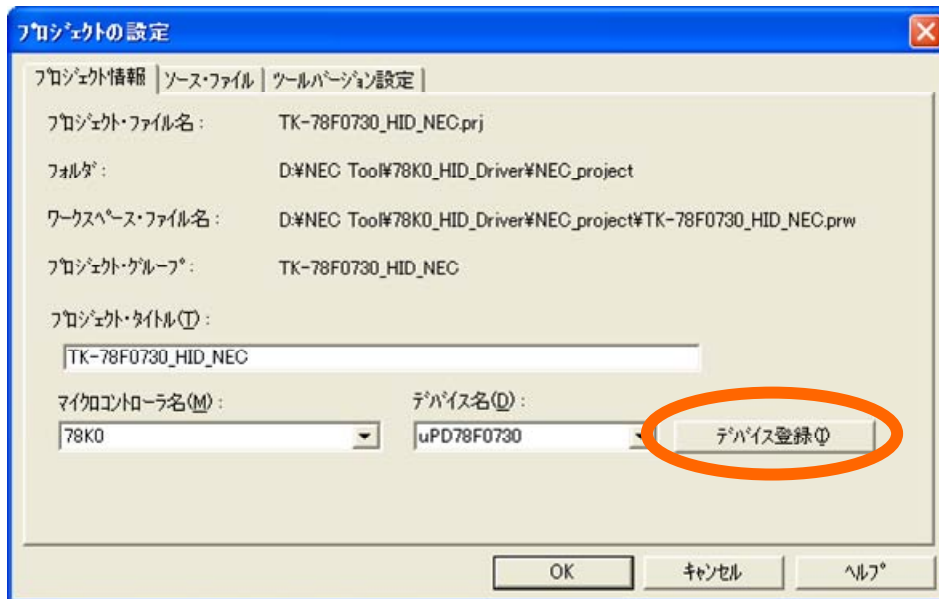 プロジェクトの設定
プロジェクト情報 ソース・ファイル ツールバージョン設定
プロジェクト・ファイル名 : TK-78F0730_HID_NEC.prj
フォルダ : D:¥NEC Tool¥78K0_HID_Driver¥NEC_project
ワークスペース・ファイル名 : D:¥NEC Tool¥78K0_HID_Driver¥NEC_project¥TK-78F0730_HID_NEC.prw
プロジェクト・グループ : TK-78F0730_HID_NEC
プロジェクト・タイトル(T) :
TK-78F0730_HID_NEC
マイクロコントローラ名(M) : デバイス名(D) :
78K0 uPD78F0730 デバイス登録(I)
OK キャンセル ヘルプ